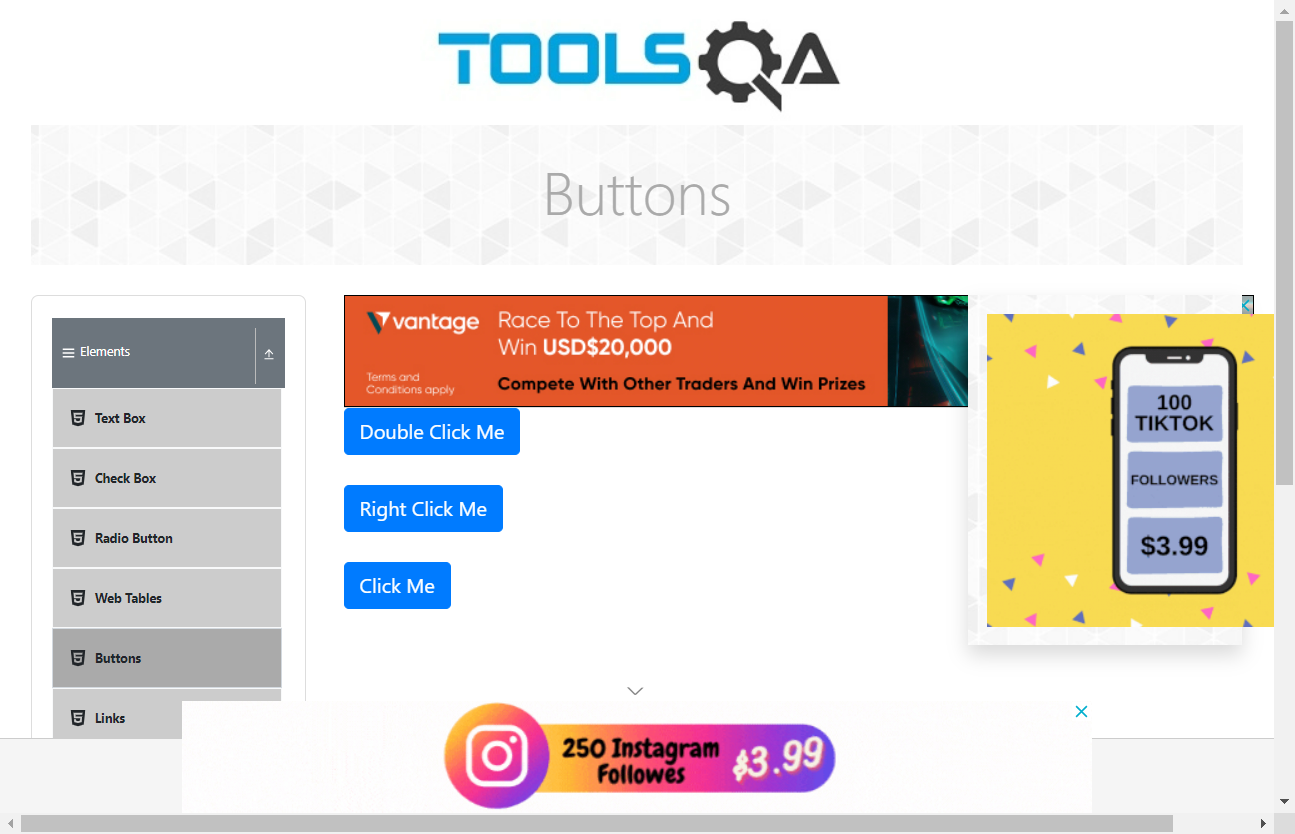 TOOLSQA
Buttons
Elements
Text Box
Check Box
Radio Button
Web Tables
Buttons
Links
vantage
Terms and
Conditions apply
Race To The Top And
Win USD$20,000
Compete With Other Traders And Win Prizes
Double Click Me
Right Click Me
Click Me
100
TIKTOK
FOLLOWERS
$3.99
250 Instagram
Followes
$3.99